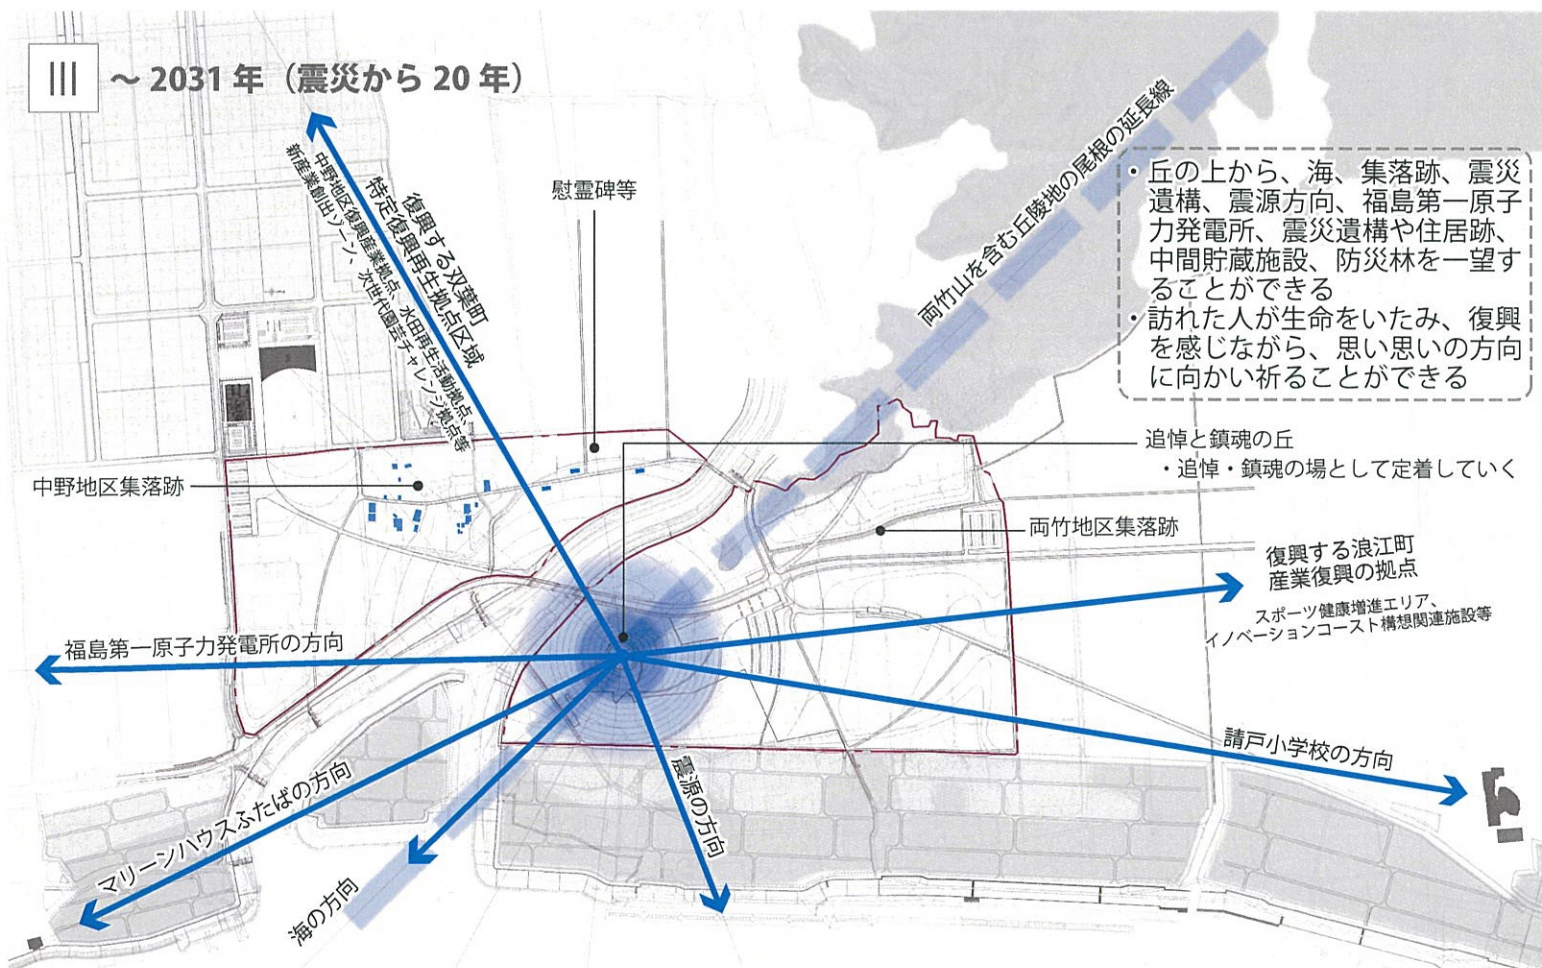 III
～ 2031 年（震災から 20 年）
復興する双葉町
特定復興再生拠点区域
中野地区復興産業拠点、水田再生活動拠点、
新産業創出ゾーン、次世代園芸チャレンジ拠点等
慰霊碑等
両竹山を含む丘陵地の尾根の延長線
・丘の上から、海、集落跡、震災
遺構、震源方向、福島第一原子
力発電所、震災遺構や住居跡、
中間貯蔵施設、防災林を一望す
ることができる
・訪れた人が生命をいたみ、復興
を感じながら、思い思いの方向
に向かい祈ることができる
追悼と鎮魂の丘
・追悼・鎮魂の場として定着していく
中野地区集落跡
両竹地区集落跡
復興する浪江町
産業復興の拠点
スポーツ健康増進エリア、
イノベーションコースト構想関連施設等
福島第一原子力発電所の方向
請戸小学校の方向
マリーンハウスふたばの方向
海の方向
震源の方向